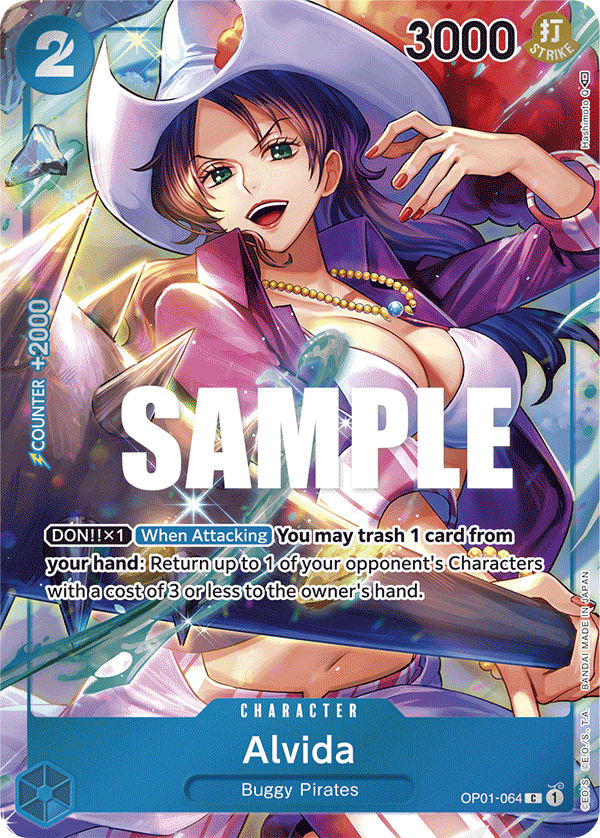 2
3000
打
STRIKE
Hashimoto Q
COUNTER +2000
SAMPLE
DON!!×1 When Attacking You may trash 1 card from
your hand: Return up to 1 of your opponent's Characters
with a cost of 3 or less to the owner's hand.
CHARACTER
Alvida
Buggy Pirates
OP01-064 C 1
©E.O/S. ©E.O./S.,T.A. BANDAI MADE IN JAPAN